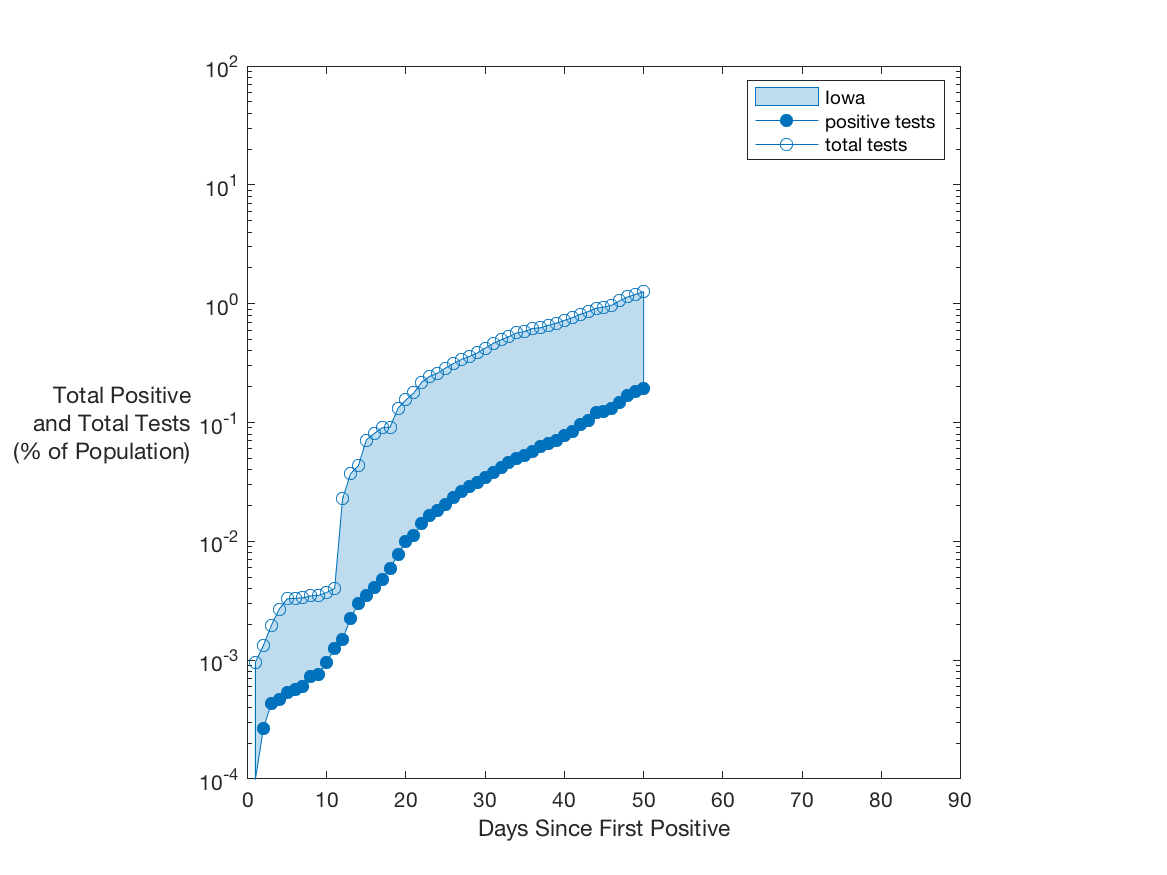 10^2
10^1
10^0
10^-1
10^-2
10^-3
10^-4
Total Positive
and Total Tests
(% of Population)
Iowa
positive tests
total tests
0 10 20 30 40 50 60 70 80 90
Days Since First Positive